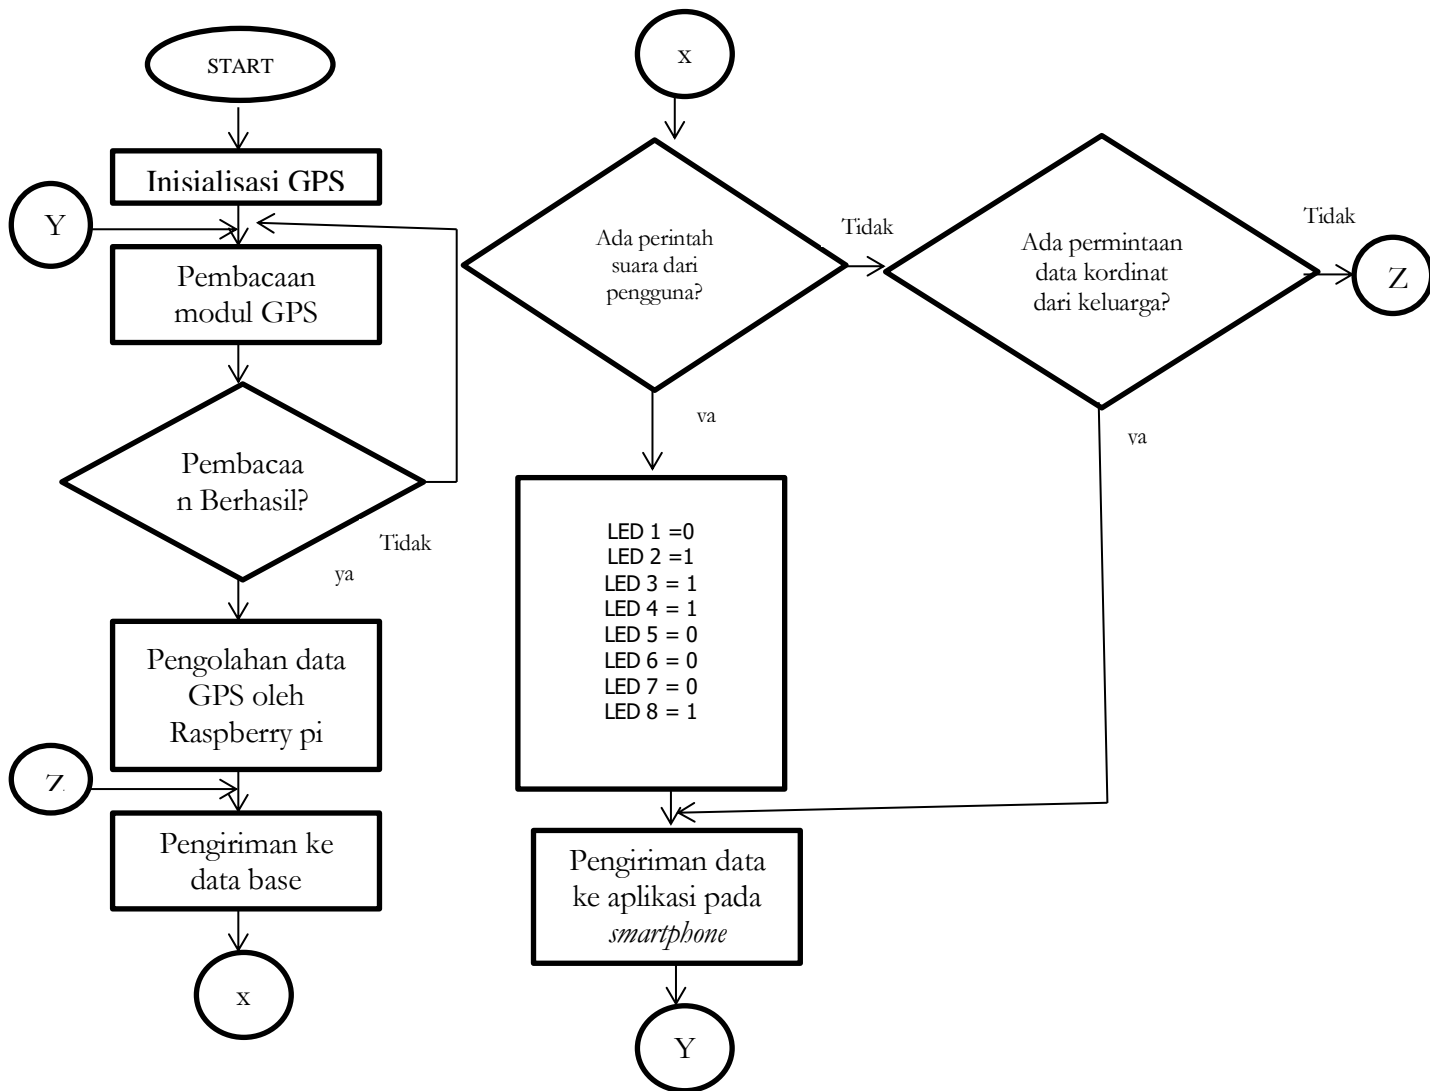 START
Inisialisasi GPS
Y
Pembacaan
modul GPS
Pembacaa
n Berhasil?
Tidak
ya
Pengolahan data
GPS oleh
Raspberry pi
Z
Pengiriman ke
data base
x
x
Ada perintah
suara dari
pengguna?
Tidak
ya
LED 1 =0
LED 2 =1
LED 3 = 1
LED 4 = 1
LED 5 = 0
LED 6 = 0
LED 7 = 0
LED 8 = 1
Pengiriman data
ke aplikasi pada
smartphone
Y
Ada permintaan
data kordinat
dari keluarga?
Tidak
Z
ya